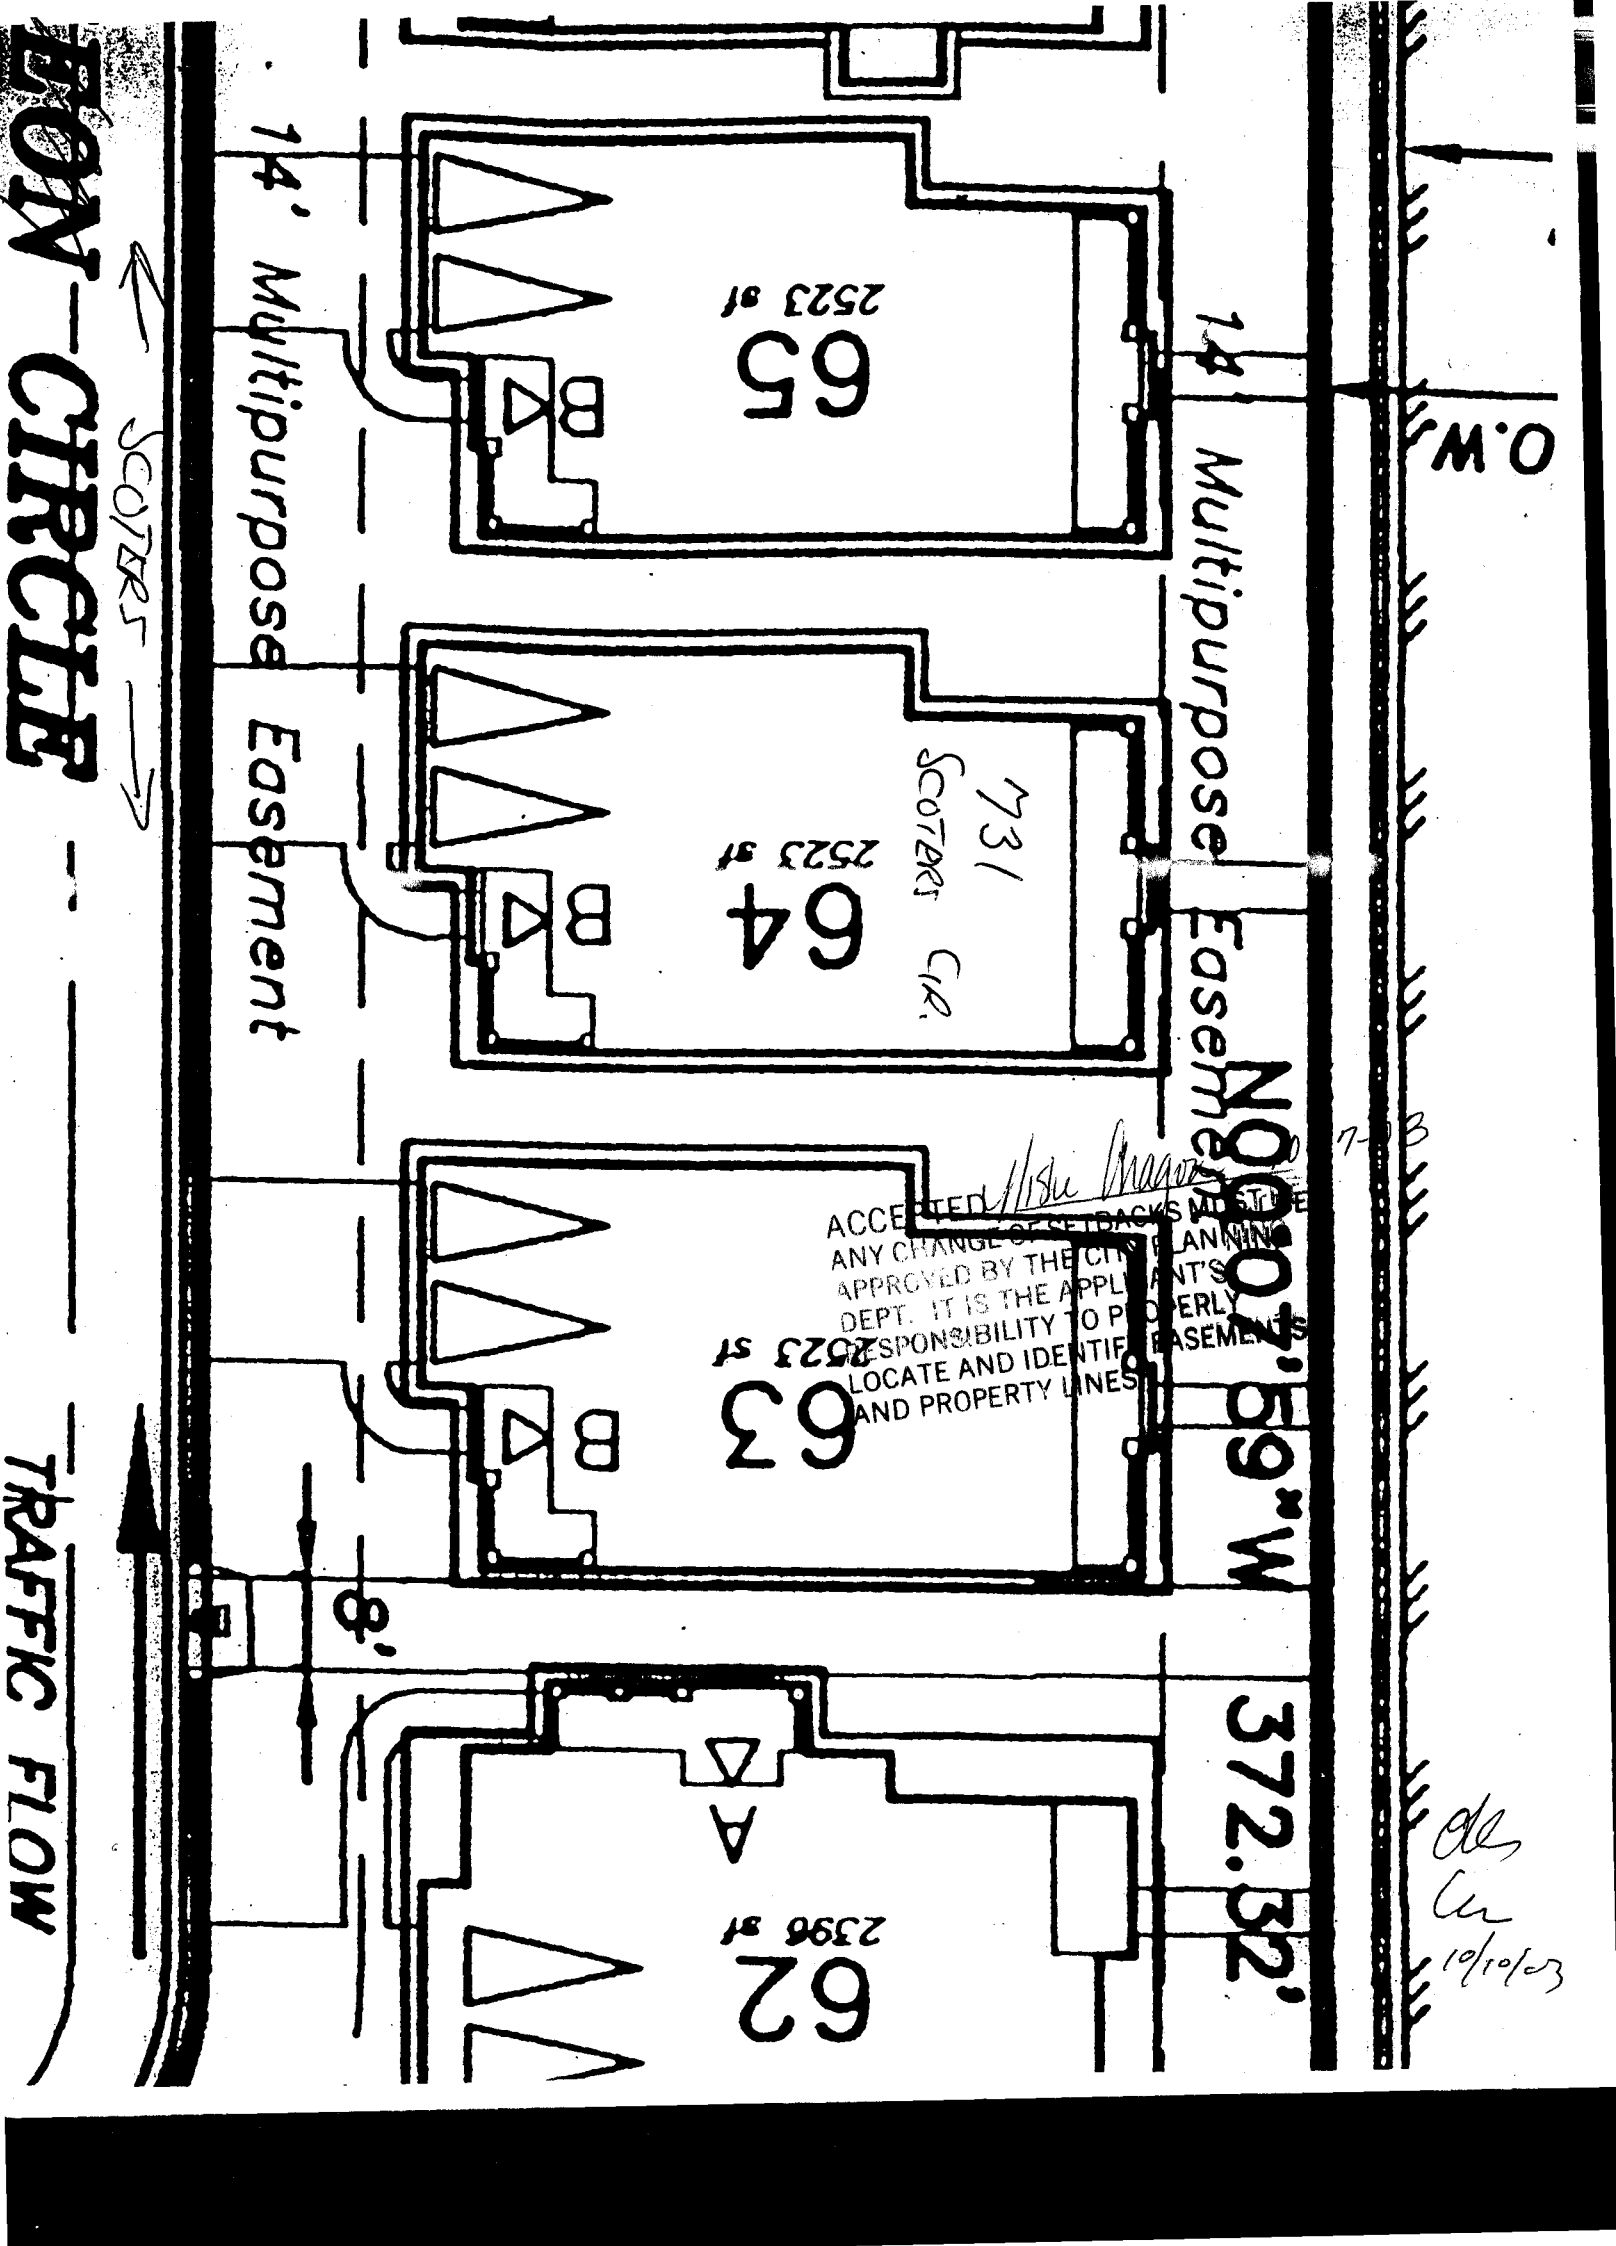 EON CIRCLE
SCOTERS
TRAFFIC FLOW
14' Multipurpose Easement
65
2523 sf
B
64
2523 sf
B
731
SCOTERS CIR.
63
2523 sf
B
8'
62
2396 sf
A
14' Multipurpose Easement
N00°07'59"W 372.32'
O.W.
ACCEPTED
ANY CHANGE OF SETBACKS MUST BE
APPROVED BY THE CITY PLANNING
DEPT. IT IS THE APPLICANT'S
RESPONSIBILITY TO PROPERLY
LOCATE AND IDENTIFY EASEMENTS
AND PROPERTY LINES
10/10/03